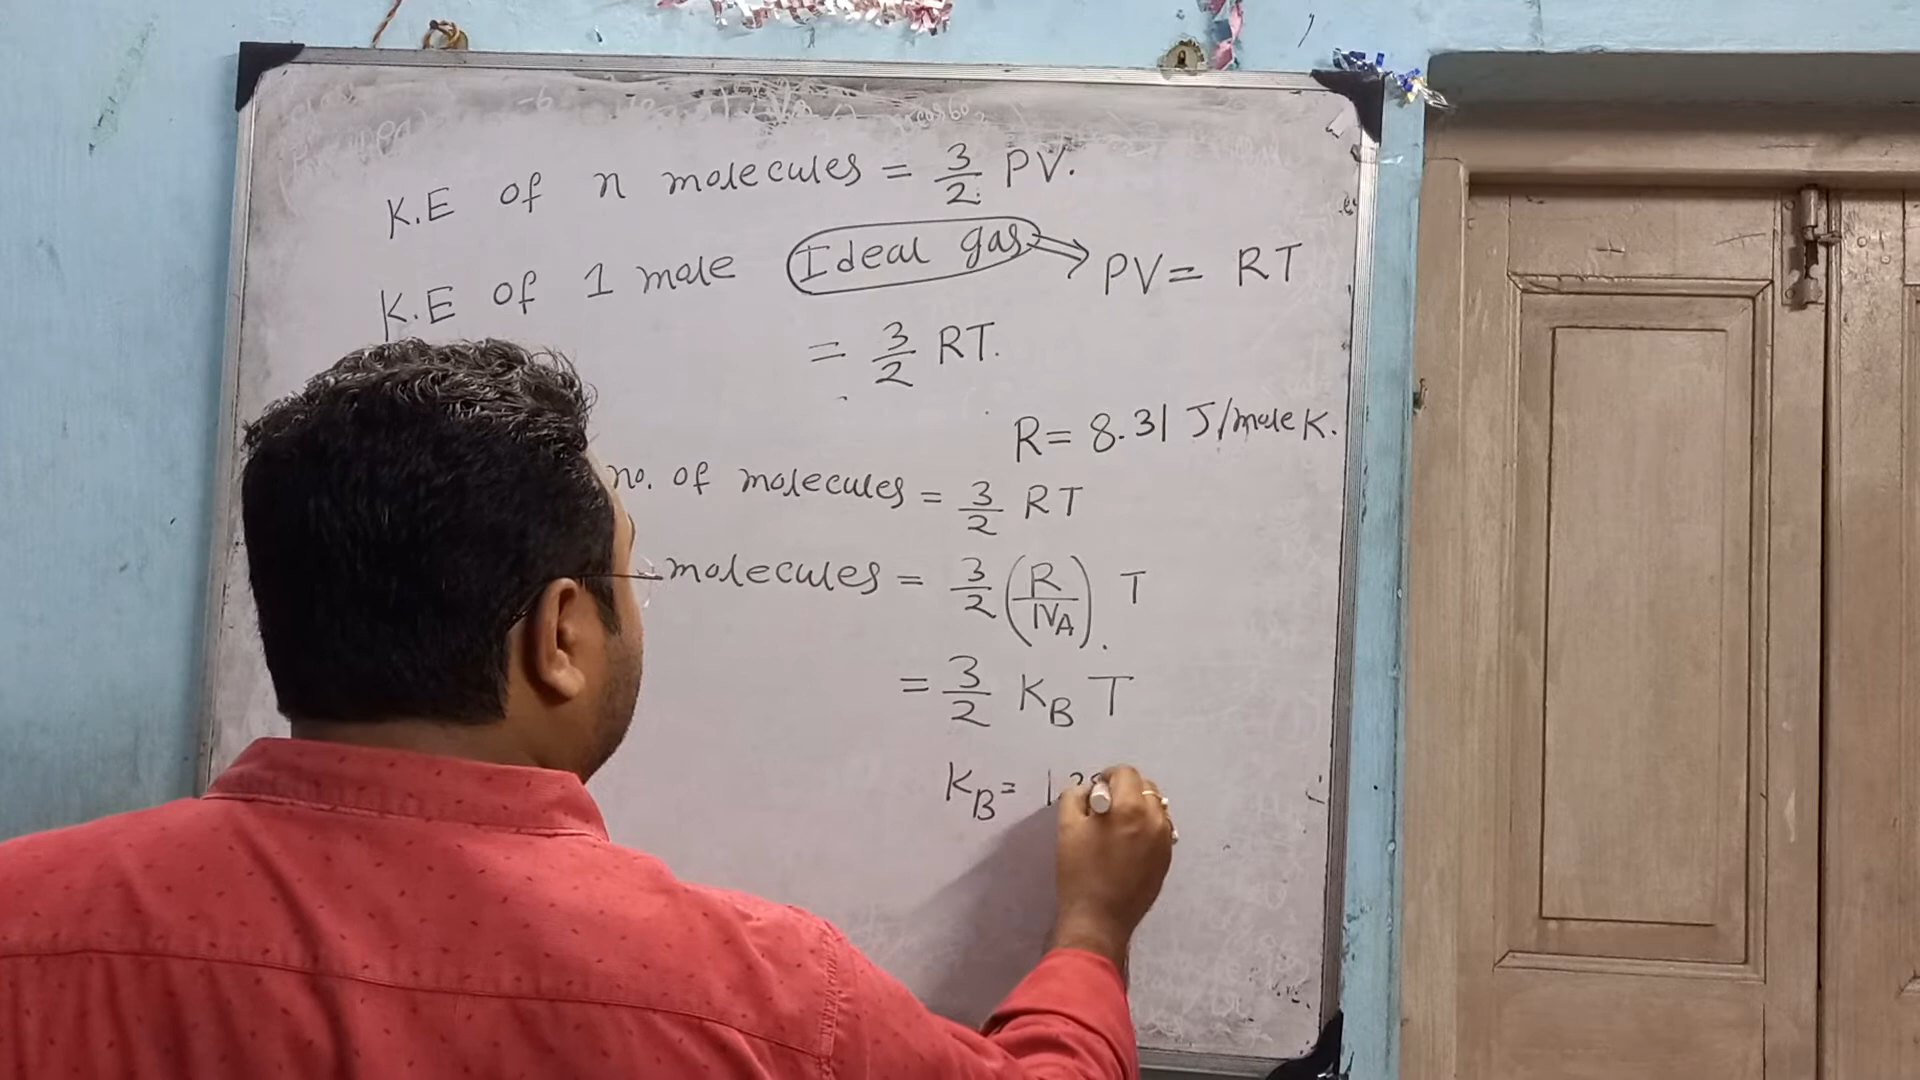 K.E of n molecules = 3/2 PV.
K.E of 1 mole Ideal gas ⇒ PV = RT
= 3/2 RT.
R = 8.31 J/mole K.
no. of molecules = 3/2 RT
molecules = 3/2 (R/NA) T
= 3/2 KB T
KB =